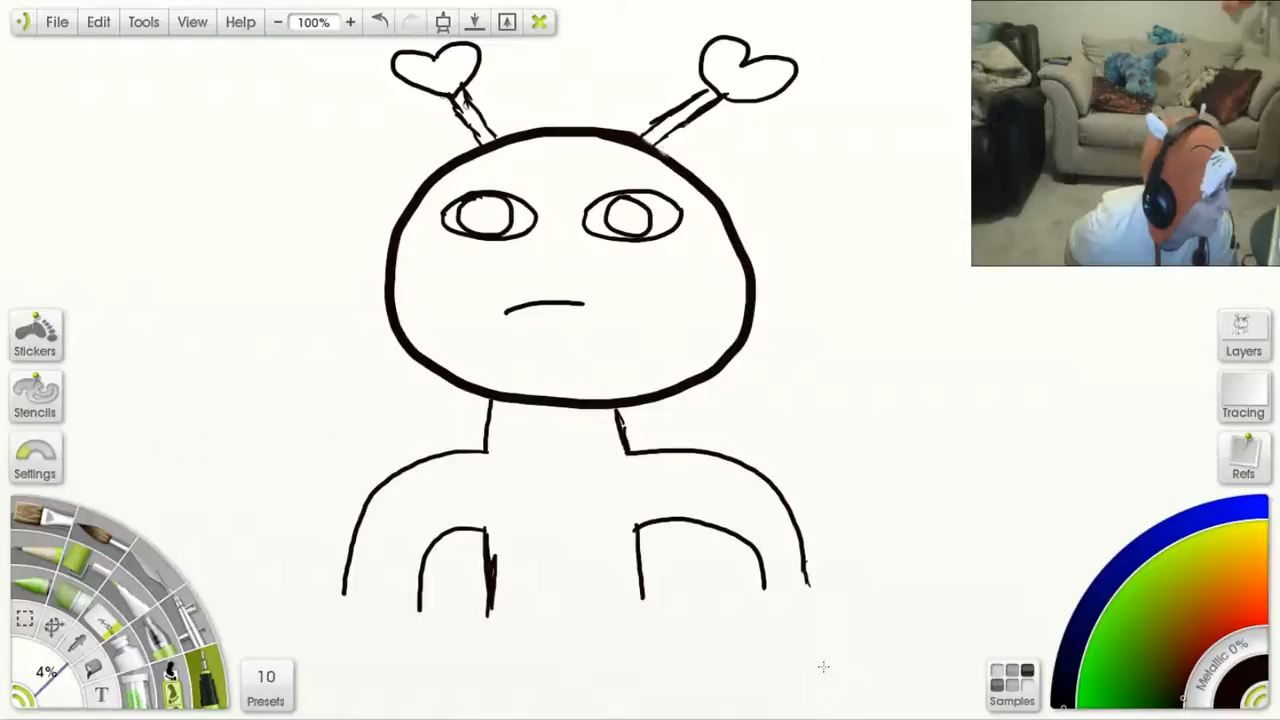 File Edit Tools View Help − 100% +
Stickers
Stencils
Settings
4%
T
10
Presets
Layers
Tracing
Refs
Metallic 0%
Samples